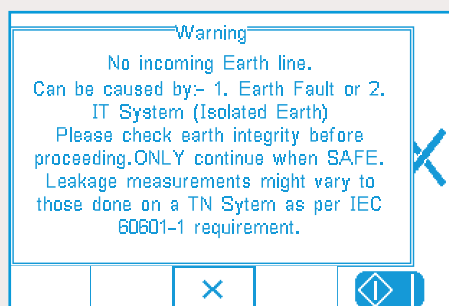 Warning
No incoming Earth line.
Can be caused by:- 1. Earth Fault or 2.
IT System (Isolated Earth)
Please check earth integrity before
proceeding.ONLY continue when SAFE.
Leakage measurements might vary to
those done on a TN Sytem as per IEC
60601-1 requirement.